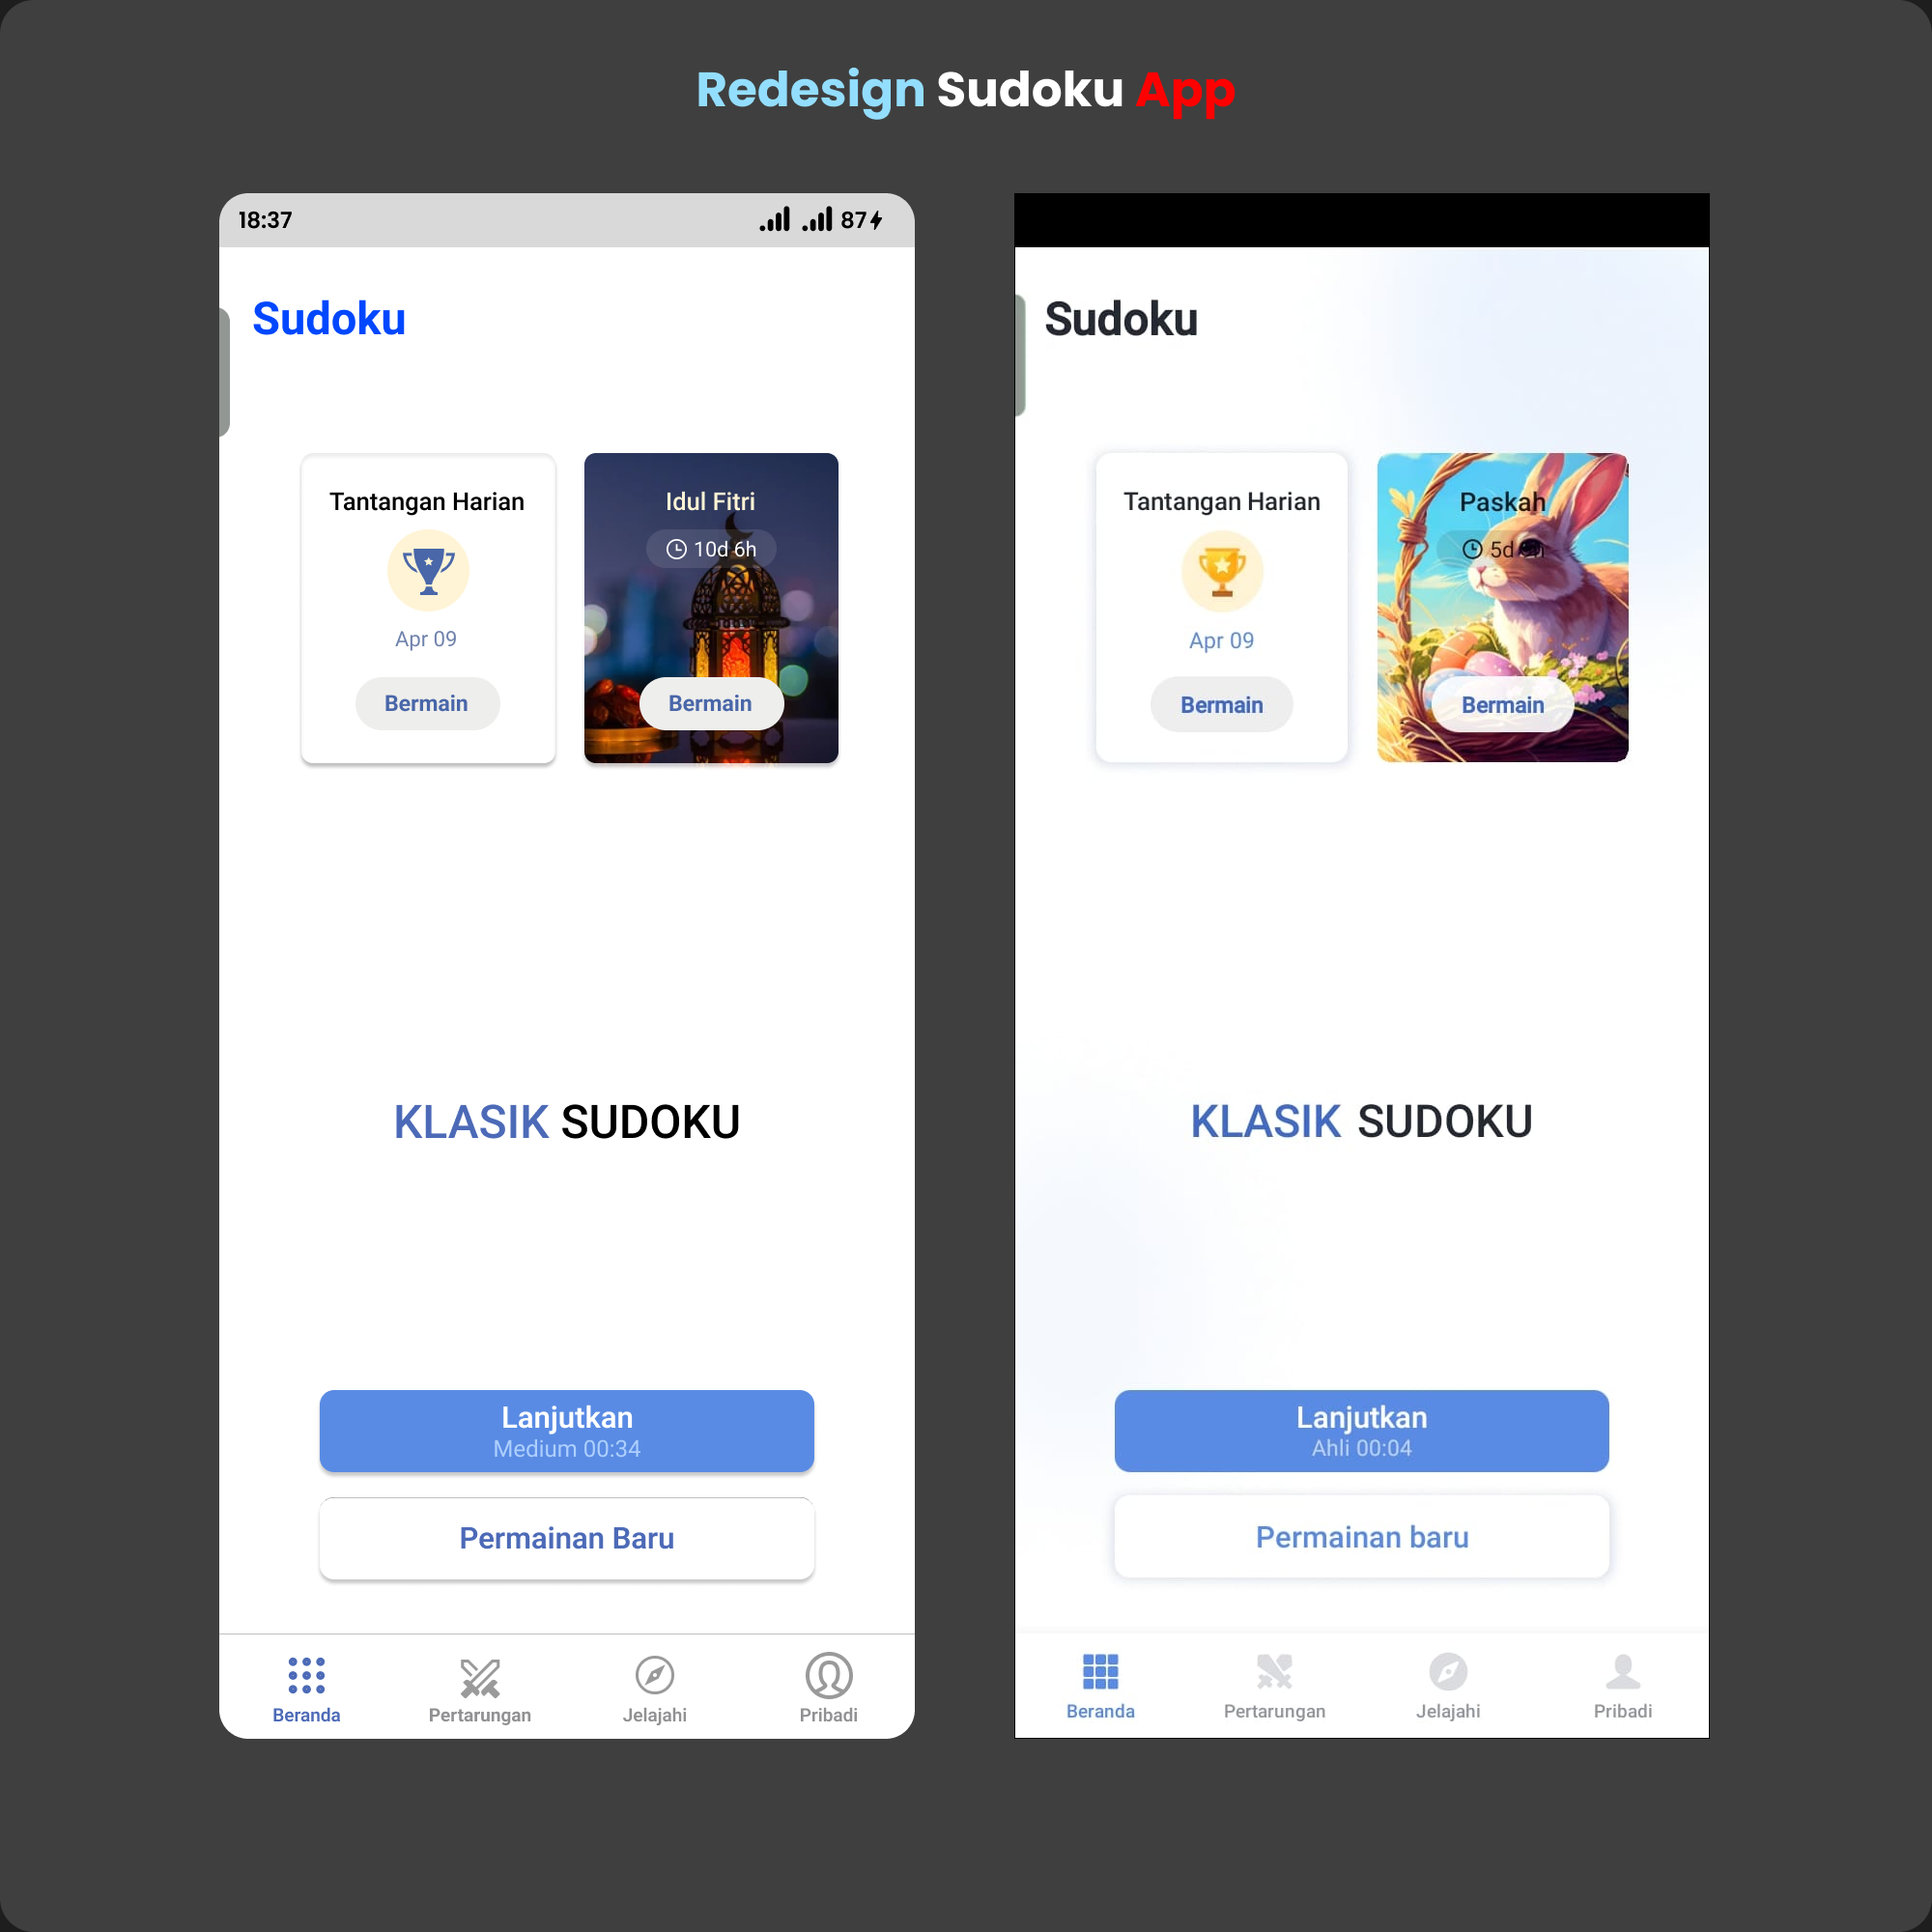 Redesign Sudoku App
18:37
87
Sudoku
Tantangan Harian
Apr 09
Bermain
Idul Fitri
10d 6h
Bermain
KLASIK SUDOKU
Lanjutkan
Medium 00:34
Permainan Baru
Beranda
Pertarungan
Jelajahi
Pribadi
Sudoku
Tantangan Harian
Apr 09
Bermain
Paskah
5d
Bermain
KLASIK SUDOKU
Lanjutkan
Ahli 00:04
Permainan baru
Beranda
Pertarungan
Jelajahi
Pribadi